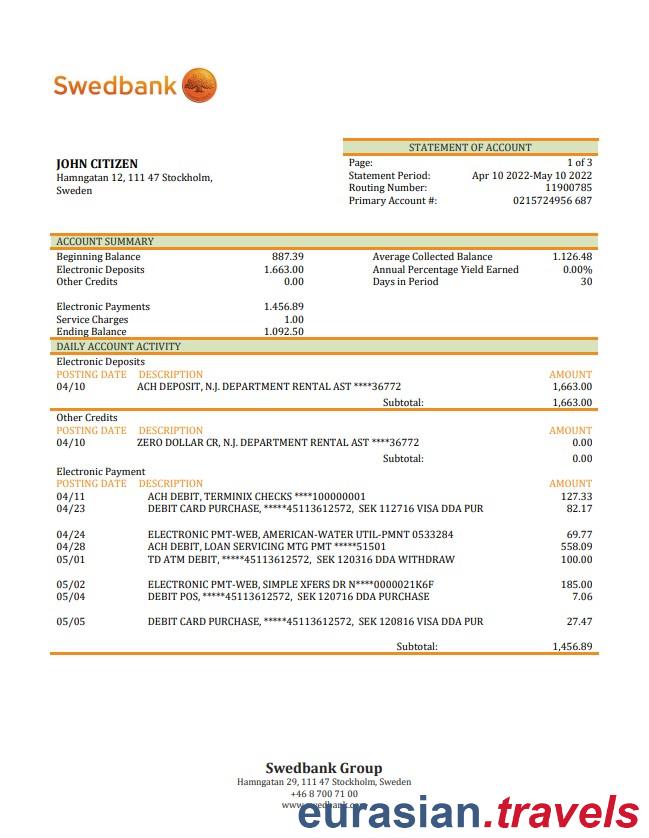 Swedbank
STATEMENT OF ACCOUNT
JOHN CITIZEN
Hamngatan 12, 111 47 Stockholm,
Sweden
Page: 1 of 3
Statement Period: Apr 10 2022-May 10 2022
Routing Number: 11900785
Primary Account #: 0215724956 687
ACCOUNT SUMMARY
Beginning Balance 887.39 Average Collected Balance 1.126.48
Electronic Deposits 1.663.00 Annual Percentage Yield Earned 0.00%
Other Credits 0.00 Days in Period 30
Electronic Payments 1.456.89
Service Charges 1.00
Ending Balance 1.092.50
DAILY ACCOUNT ACTIVITY
Electronic Deposits
POSTING DATE DESCRIPTION AMOUNT
04/10 ACH DEPOSIT, N.J. DEPARTMENT RENTAL AST ****36772 1,663.00
Subtotal: 1,663.00
Other Credits
POSTING DATE DESCRIPTION AMOUNT
04/10 ZERO DOLLAR CR, N.J. DEPARTMENT RENTAL AST ****36772 0.00
Subtotal: 0.00
Electronic Payment
POSTING DATE DESCRIPTION AMOUNT
04/11 ACH DEBIT, TERMINIX CHECKS ****100000001 127.33
04/23 DEBIT CARD PURCHASE, *****45113612572, SEK 112716 VISA DDA PUR 82.17
04/24 ELECTRONIC PMT-WEB, AMERICAN-WATER UTIL-PMNT 0533284 69.77
04/28 ACH DEBIT, LOAN SERVICING MTG PMT *****51501 558.09
05/01 TD ATM DEBIT, *****45113612572, SEK 120316 DDA WITHDRAW 100.00
05/02 ELECTRONIC PMT-WEB, SIMPLE XFERS DR N****0000021K6F 185.00
05/04 DEBIT POS, *****45113612572, SEK 120716 DDA PURCHASE 7.06
05/05 DEBIT CARD PURCHASE, *****45113612572, SEK 120816 VISA DDA PUR 27.47
Subtotal: 1,456.89
Swedbank Group
Hamngatan 29, 111 47 Stockholm, Sweden
+46 8 700 71 00
eurasian.travels